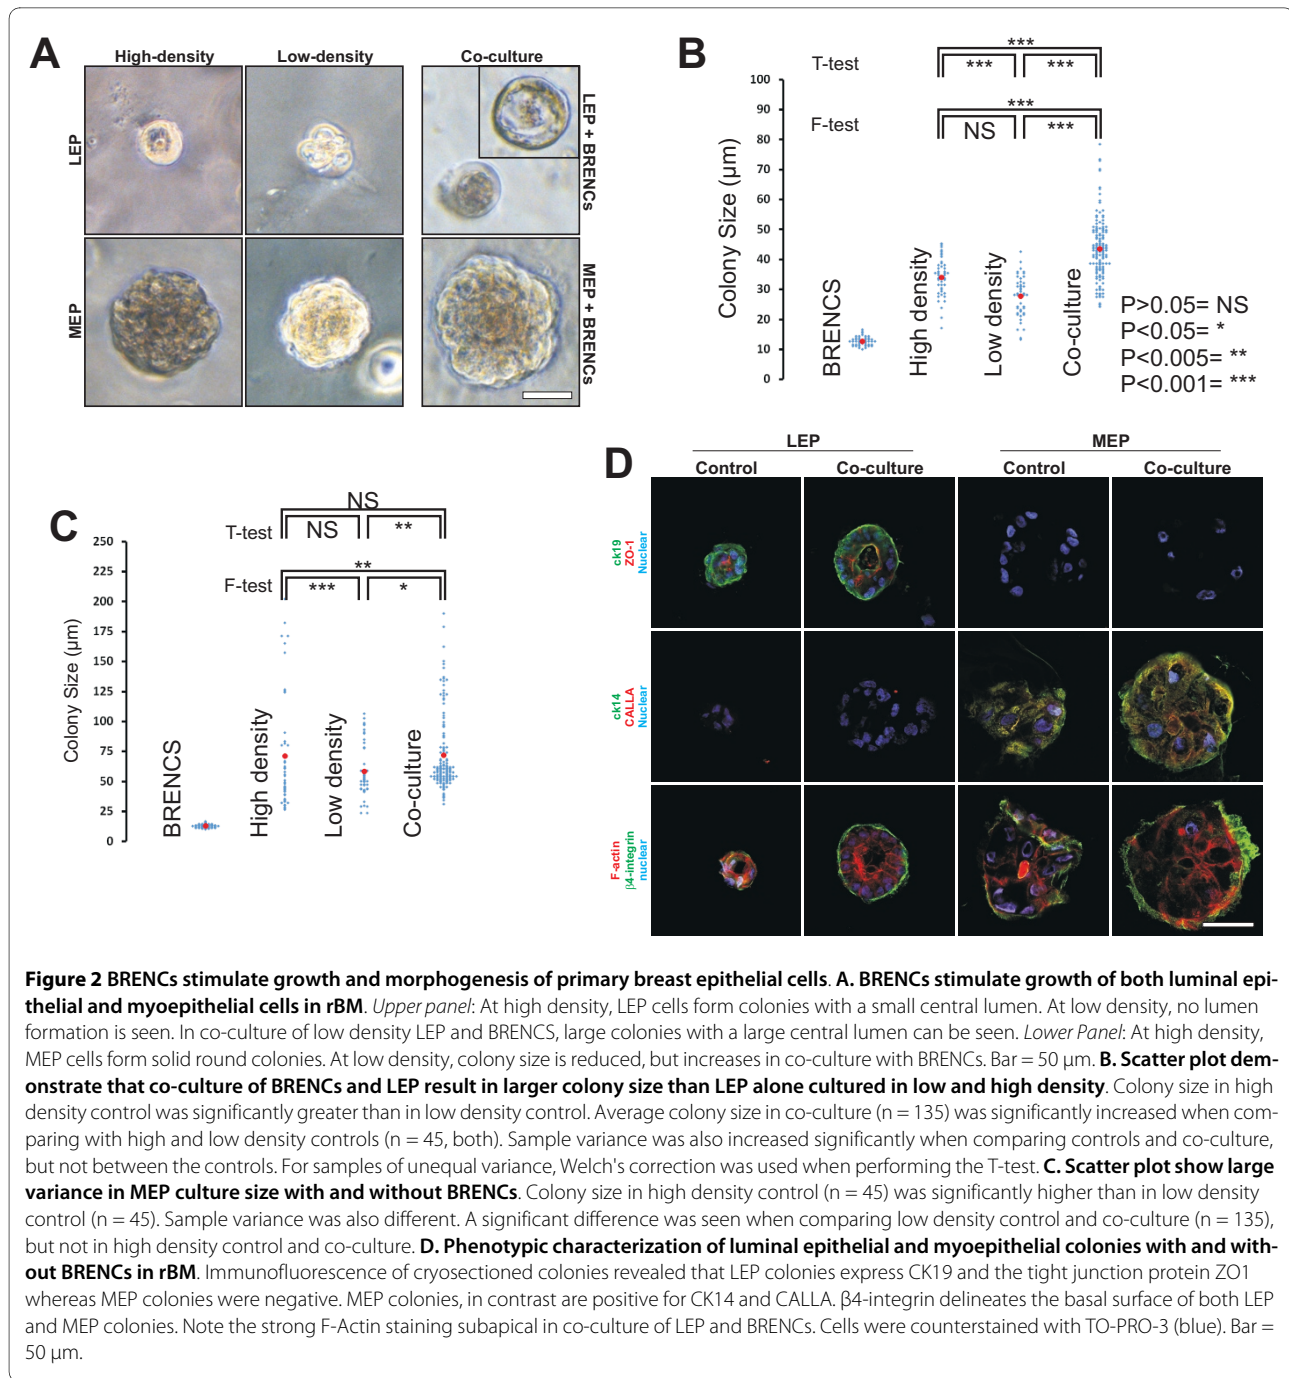 A
High-density
Low-density
Co-culture
LEP
LEP + BRENCs
MEP
MEP + BRENCs
B
T-test
***
***
***
F-test
***
NS
***
Colony Size (µm)
100
90
80
70
60
50
40
30
20
10
0
BRENCS
High density
Low density
Co-culture
P>0.05= NS
P<0.05= *
P<0.005= **
P<0.001= ***
C
T-test
NS
NS
**
F-test
**
***
*
Colony Size (µm)
250
225
200
175
150
125
100
75
50
25
0
BRENCS
High density
Low density
Co-culture
D
LEP
MEP
Control
Co-culture
Control
Co-culture
ck19
ZO-1
Nuclear
ck14
CALLA
Nuclear
F-actin
β4-integrin
nuclear
Figure 2 BRENCs stimulate growth and morphogenesis of primary breast epithelial cells. A. BRENCs stimulate growth of both luminal epi-
thelial and myoepithelial cells in rBM. Upper panel: At high density, LEP cells form colonies with a small central lumen. At low density, no lumen
formation is seen. In co-culture of low density LEP and BRENCS, large colonies with a large central lumen can be seen. Lower Panel: At high density,
MEP cells form solid round colonies. At low density, colony size is reduced, but increases in co-culture with BRENCs. Bar = 50 µm. B. Scatter plot dem-
onstrate that co-culture of BRENCs and LEP result in larger colony size than LEP alone cultured in low and high density. Colony size in high
density control was significantly greater than in low density control. Average colony size in co-culture (n = 135) was significantly increased when com-
paring with high and low density controls (n = 45, both). Sample variance was also increased significantly when comparing controls and co-culture,
but not between the controls. For samples of unequal variance, Welch's correction was used when performing the T-test. C. Scatter plot show large
variance in MEP culture size with and without BRENCs. Colony size in high density control (n = 45) was significantly higher than in low density
control (n = 45). Sample variance was also different. A significant difference was seen when comparing low density control and co-culture (n = 135),
but not in high density control and co-culture. D. Phenotypic characterization of luminal epithelial and myoepithelial colonies with and with-
out BRENCs in rBM. Immunofluorescence of cryosectioned colonies revealed that LEP colonies express CK19 and the tight junction protein ZO1
whereas MEP colonies were negative. MEP colonies, in contrast are positive for CK14 and CALLA. β4-integrin delineates the basal surface of both LEP
and MEP colonies. Note the strong F-Actin staining subapical in co-culture of LEP and BRENCs. Cells were counterstained with TO-PRO-3 (blue). Bar =
50 µm.